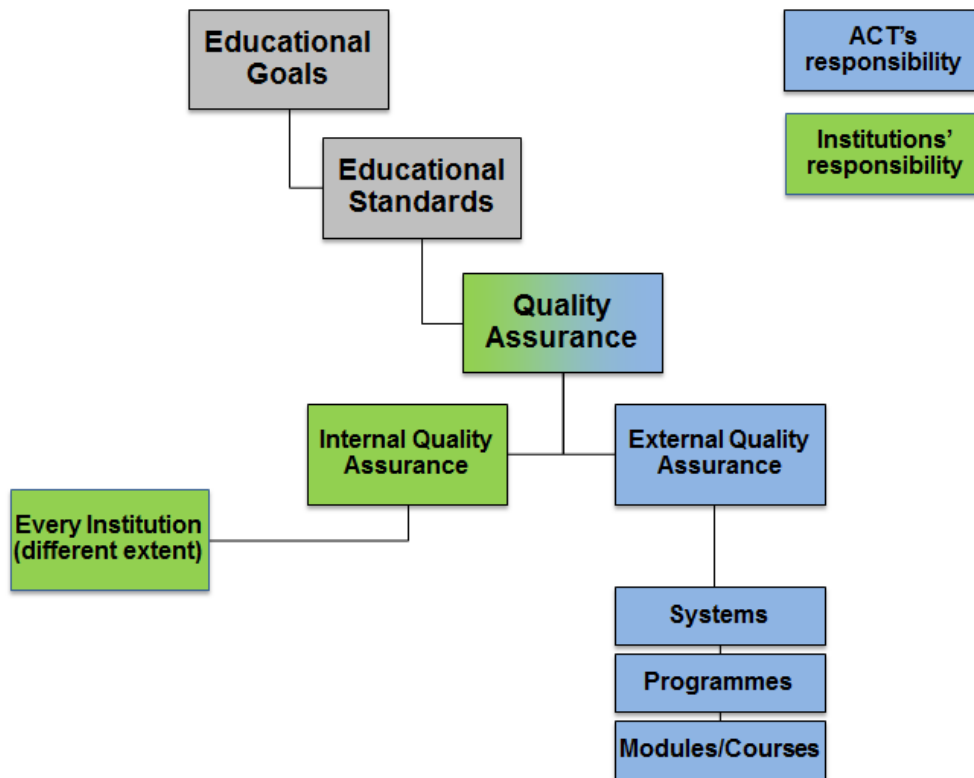 Educational
Goals
ACT's
responsibility
Institutions’
responsibility
Educational
Standards
Quality
Assurance
Internal Quality
Assurance
External Quality
Assurance
Every Institution
(different extent)
Systems
Programmes
Modules/Courses